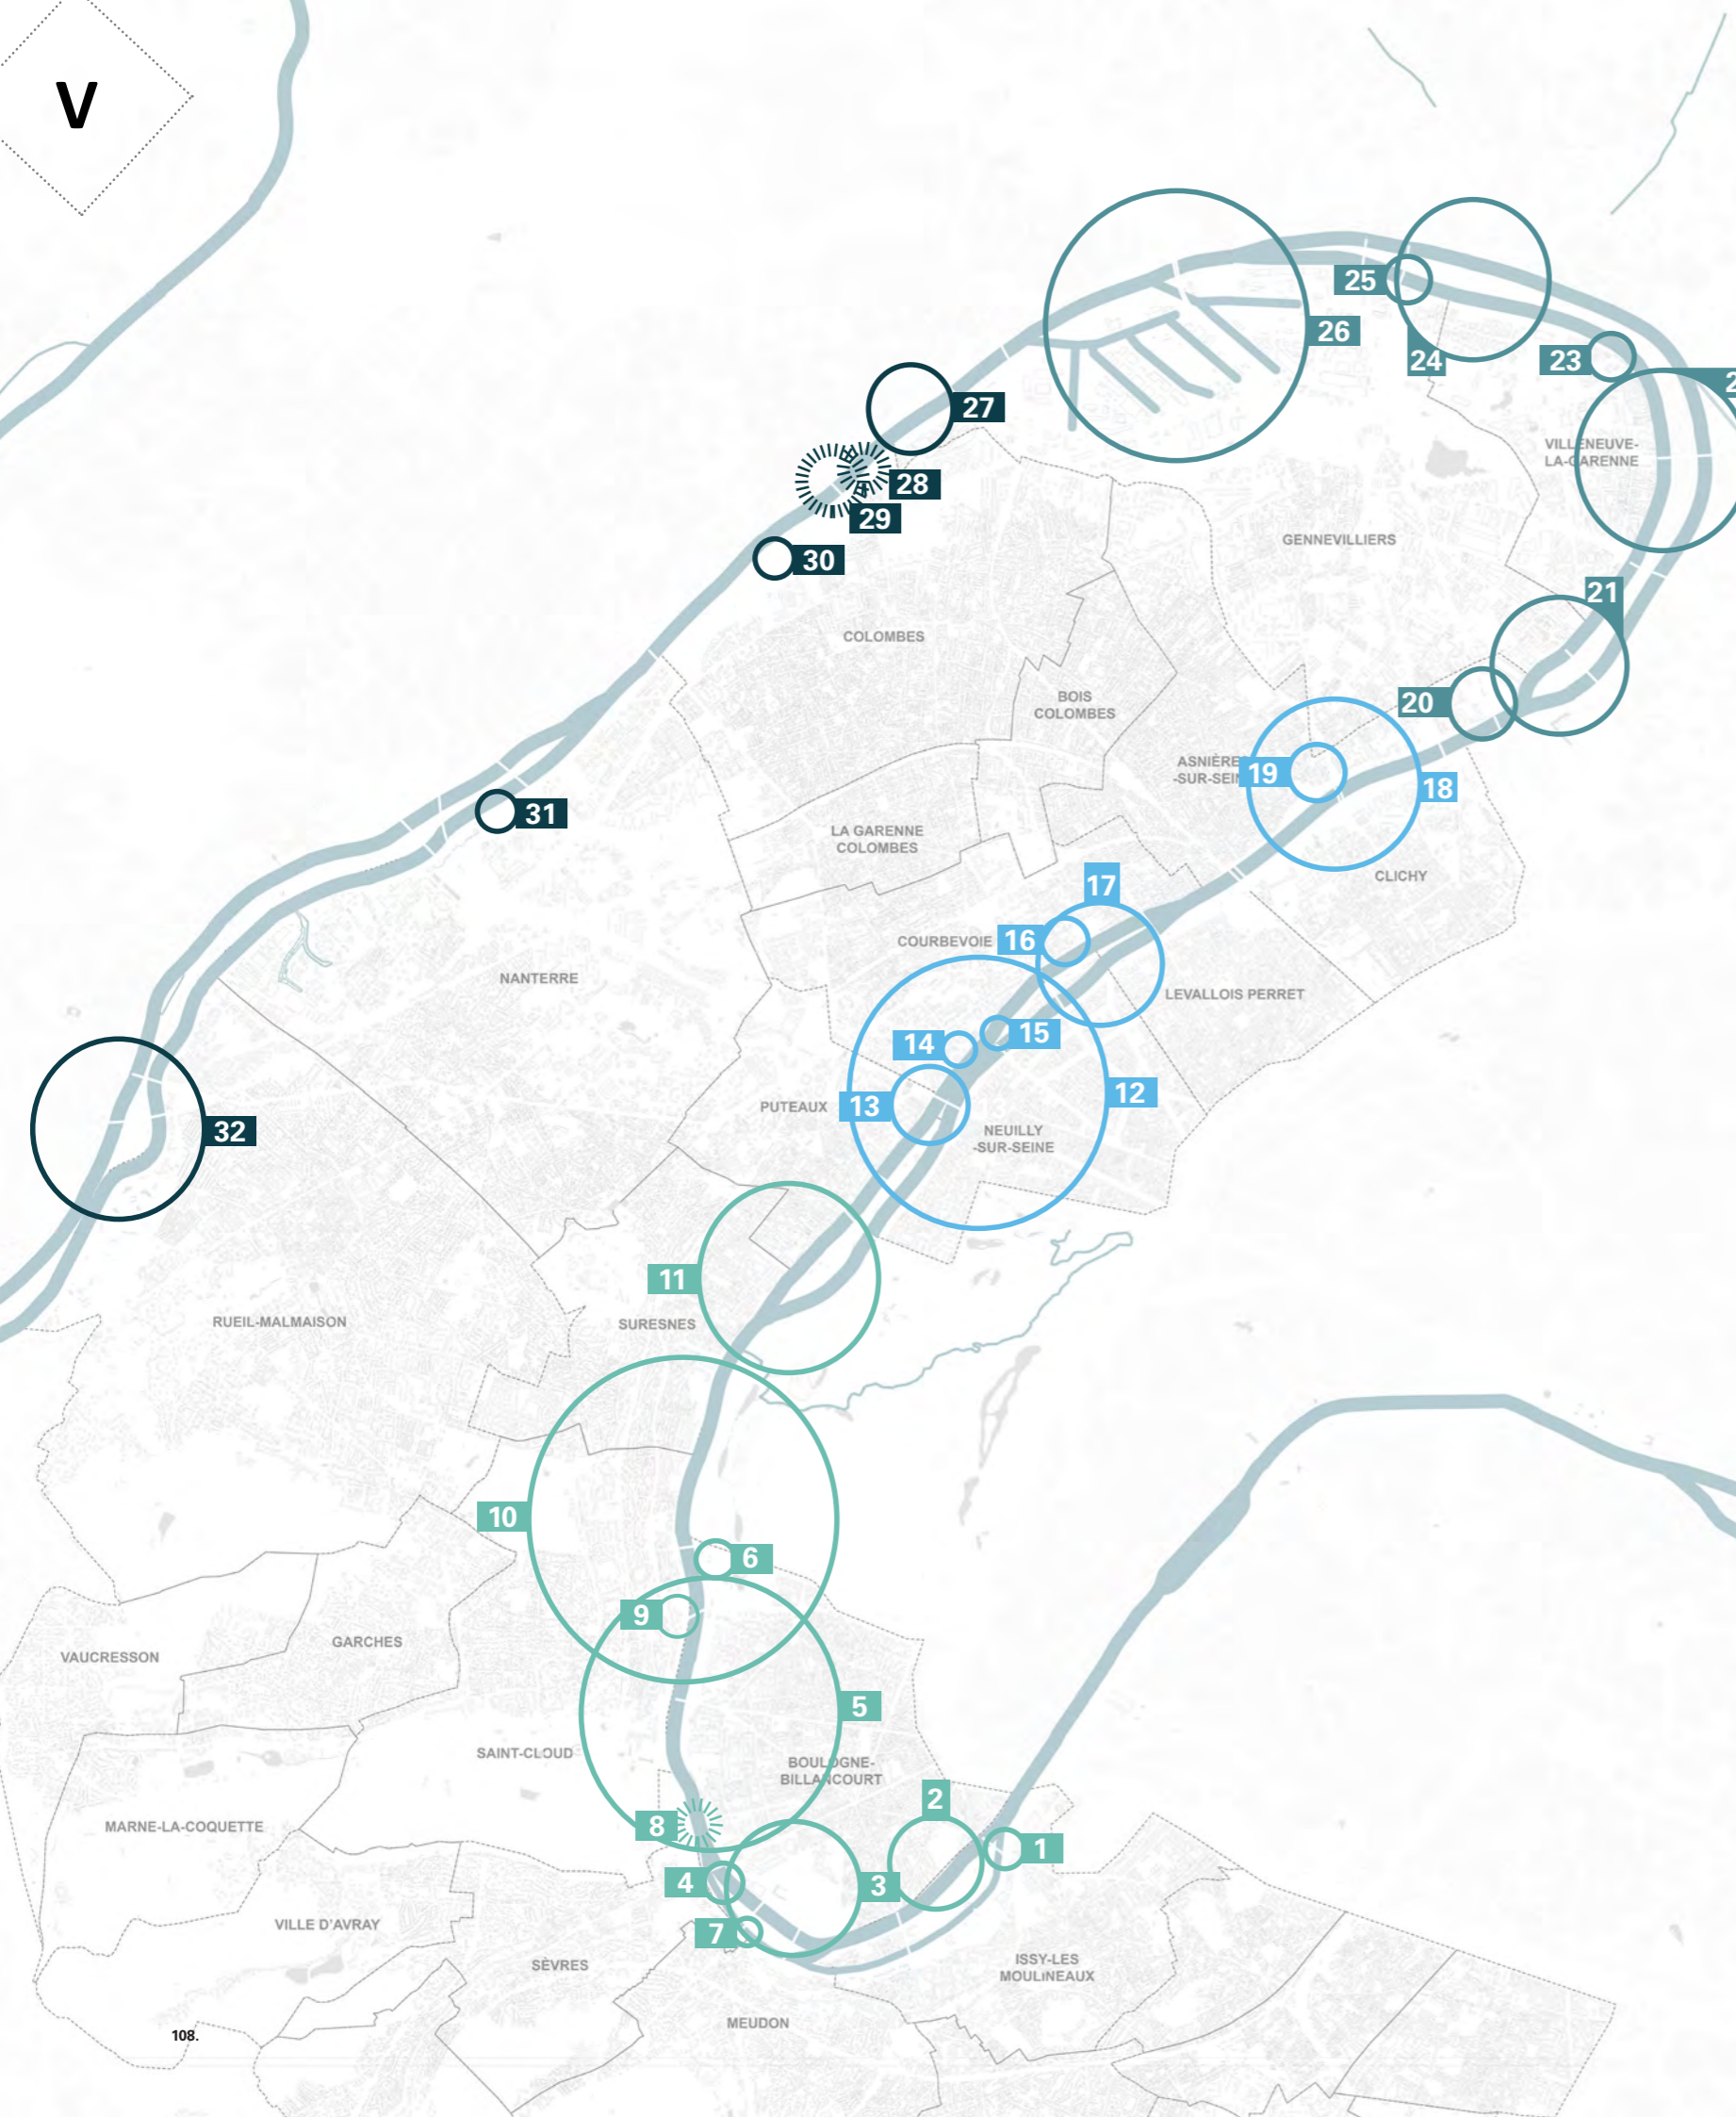 V
25
26
24
23
2
27
VILLENEUVE-
LA-GARENNE
28
29
GENNEVILLIERS
30
21
COLOMBES
BOIS
COLOMBES
20
ASNIÈRE
-SUR-SEIN
19
18
31
LA GARENNE
COLOMBES
CLICHY
17
COURBEVOIE
16
NANTERRE
LEVALLOIS PERRET
15
14
12
PUTEAUX
13
32
NEUILLY
-SUR-SEINE
11
RUEIL-MALMAISON
SURESNES
10
6
9
GARCHES
VAUCRESSON
5
SAINT-CLOUD
BOULOGNE-
BILLANCOURT
2
MARNE-LA-COQUETTE
8
1
4
3
VILLE D'AVRAY
7
SÈVRES
ISSY-LES
MOULINEAUX
MEUDON
108.